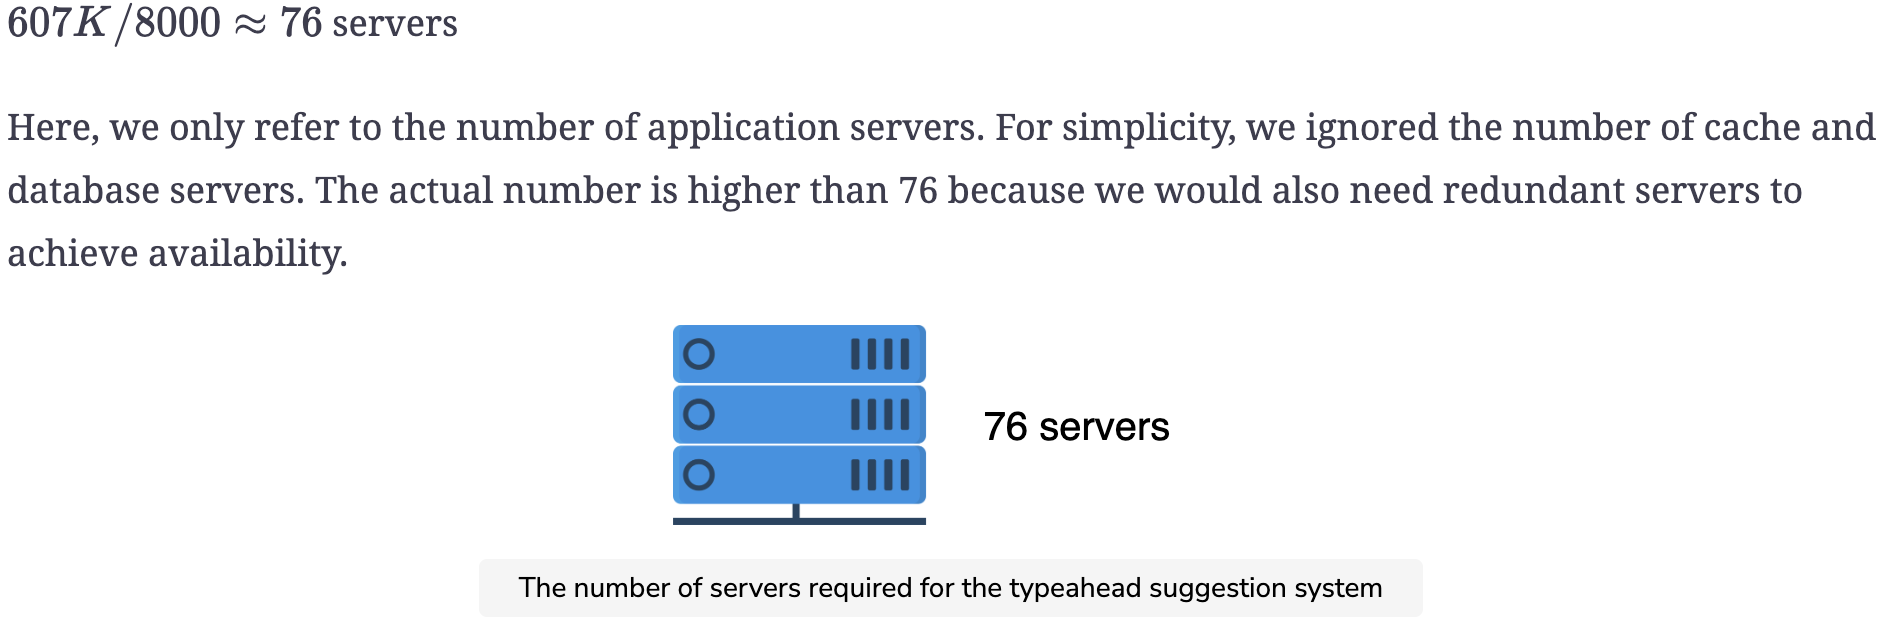 607K/8000 ≈ 76 servers
Here, we only refer to the number of application servers. For simplicity, we ignored the number of cache and
database servers. The actual number is higher than 76 because we would also need redundant servers to
achieve availability.
76 servers
The number of servers required for the typeahead suggestion system